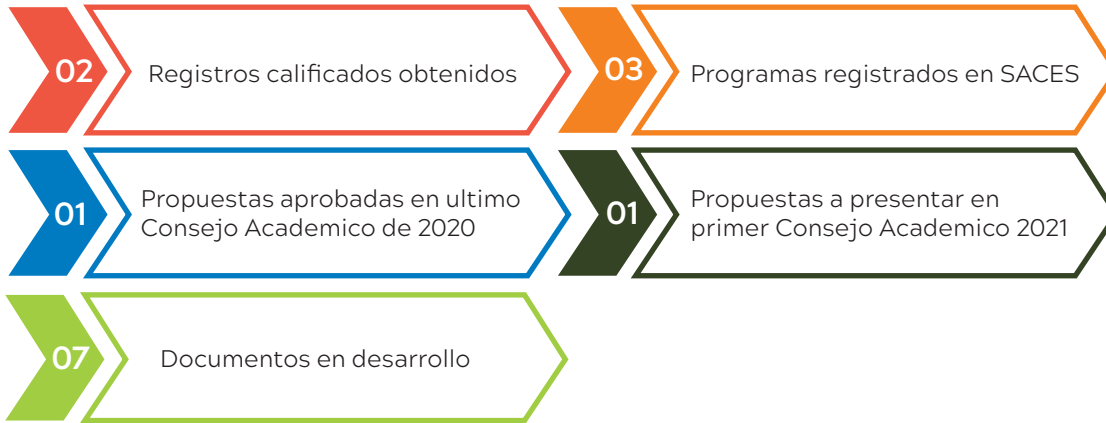 02
Registros calificados obtenidos
03
Programas registrados en SACES
01
Propuestas aprobadas en ultimo
Consejo Academico de 2020
01
Propuestas a presentar en
primer Consejo Academico 2021
07
Documentos en desarrollo